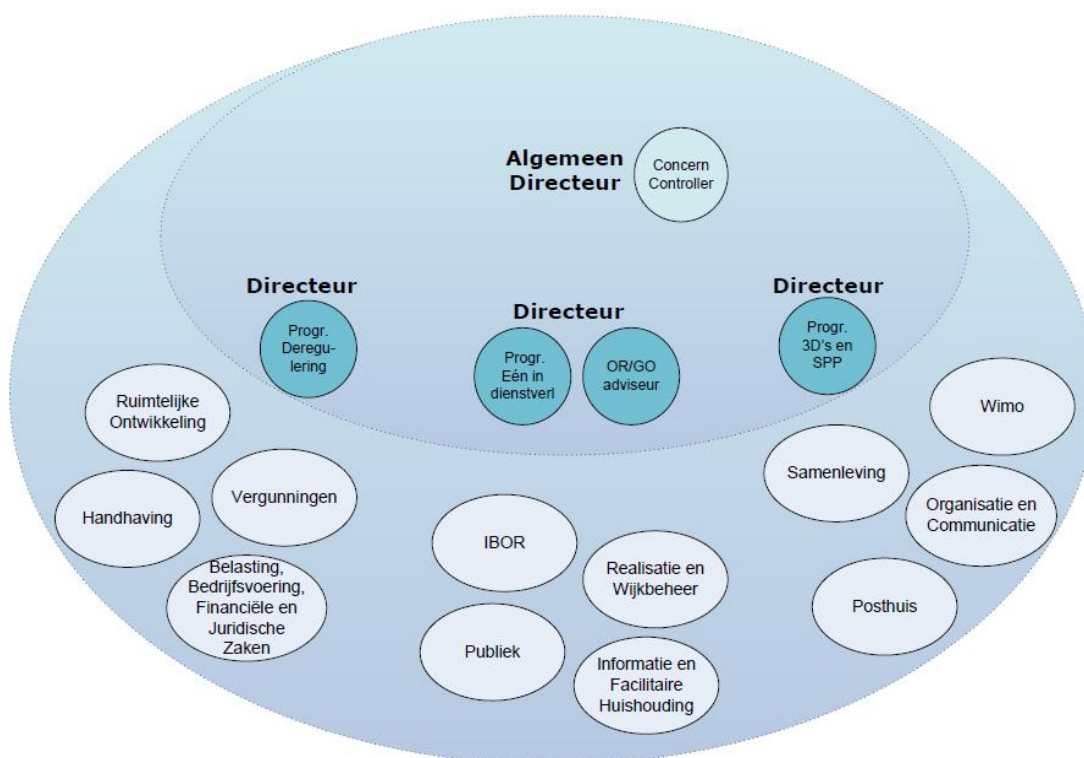 Algemeen
Directeur
Concern
Controller
Directeur
Progr.
Deregu-
lering
Directeur
Progr.
Eén in
dienstverl
OR/GO
adviseur
Directeur
Progr.
3D's en
SPP
Ruimtelijke
Ontwikkeling
Handhaving
Vergunningen
Belasting,
Bedrijfsvoering,
Financiële en
Juridische
Zaken
IBOR
Realisatie en
Wijkbeheer
Publiek
Informatie en
Facilitaire
Huishouding
Wimo
Samenleving
Organisatie en
Communicatie
Posthuis